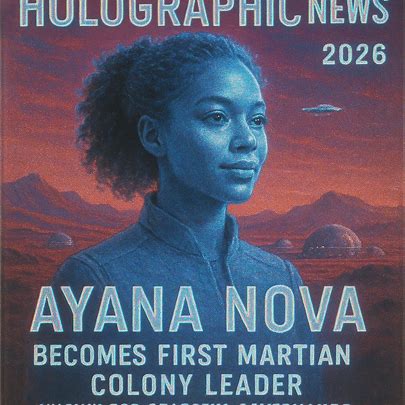 HOLOGRAPHIC NEWS
2026
AYANA NOVA
BECOMES FIRST MARTIAN
COLONY LEADER